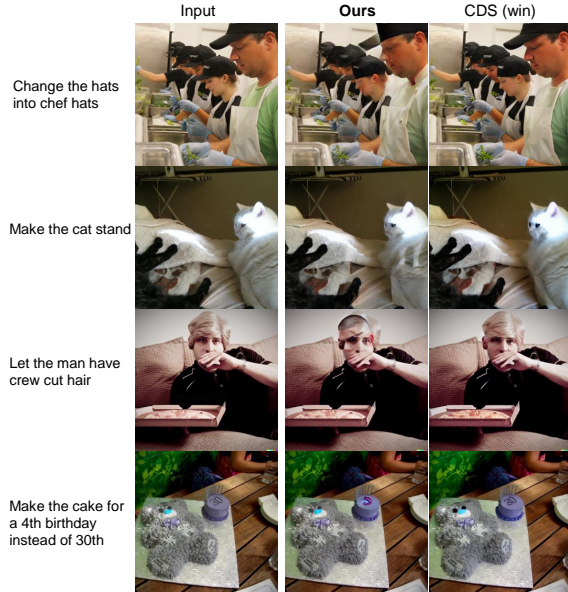 Input
Ours
CDS (win)
Change the hats
into chef hats
Make the cat stand
Let the man have
crew cut hair
Make the cake for
a 4th birthday
instead of 30th